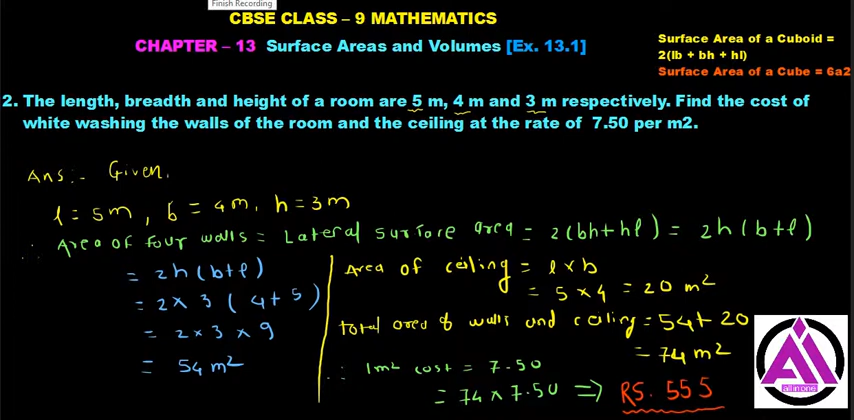 Finish Recording
CBSE CLASS – 9 MATHEMATICS
CHAPTER – 13 Surface Areas and Volumes [Ex. 13.1]
Surface Area of a Cuboid =
2(lb + bh + hl)
Surface Area of a Cube = 6a2
2. The length, breadth and height of a room are 5 m, 4 m and 3 m respectively. Find the cost of
white washing the walls of the room and the ceiling at the rate of 7.50 per m2.
Ans :- Given,
l = 5m, b = 4m, h = 3m
∴ Area of four walls = Lateral surface area = 2(bh+hl) = 2h(b+l)
= 2h(b+l)
= 2 × 3 (4+5)
= 2 × 3 × 9
= 54 m²
Area of ceiling = l × b
= 5 × 4 = 20 m²
Total area of walls and ceiling = 54 + 20
= 74 m²
∴ 1m² cost = 7.50
= 74 × 7.50 ⇒ RS. 555
all in one